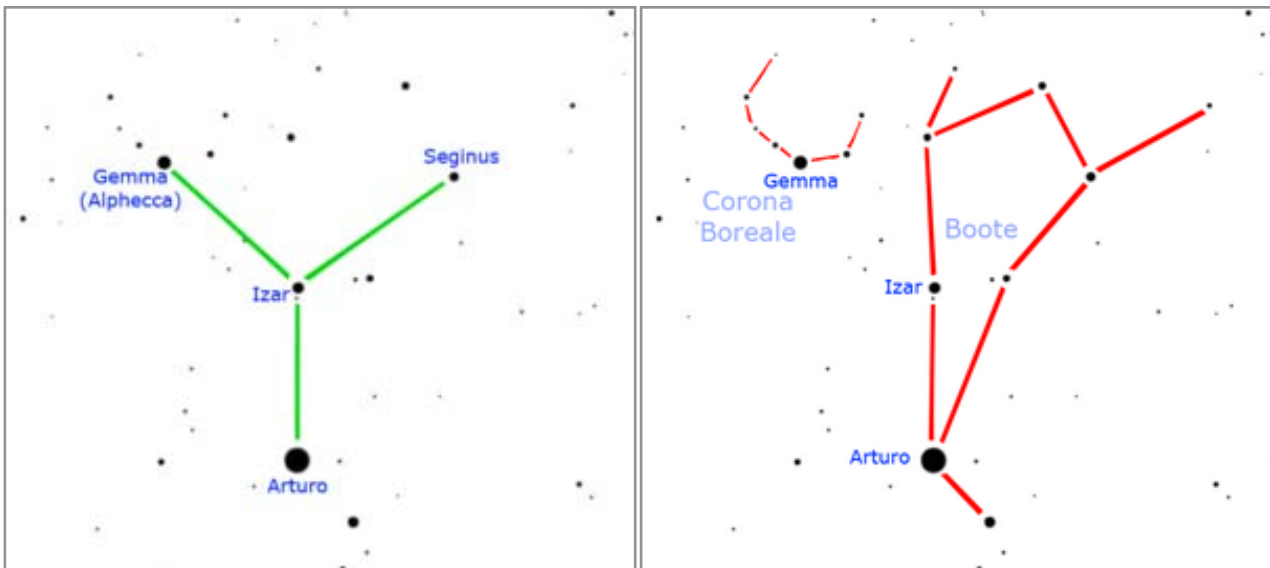 Seginus
Gemma
(Alphecca)
Izar
Arturo
Gemma
Corona
Boreale
Boote
Izar
Arturo